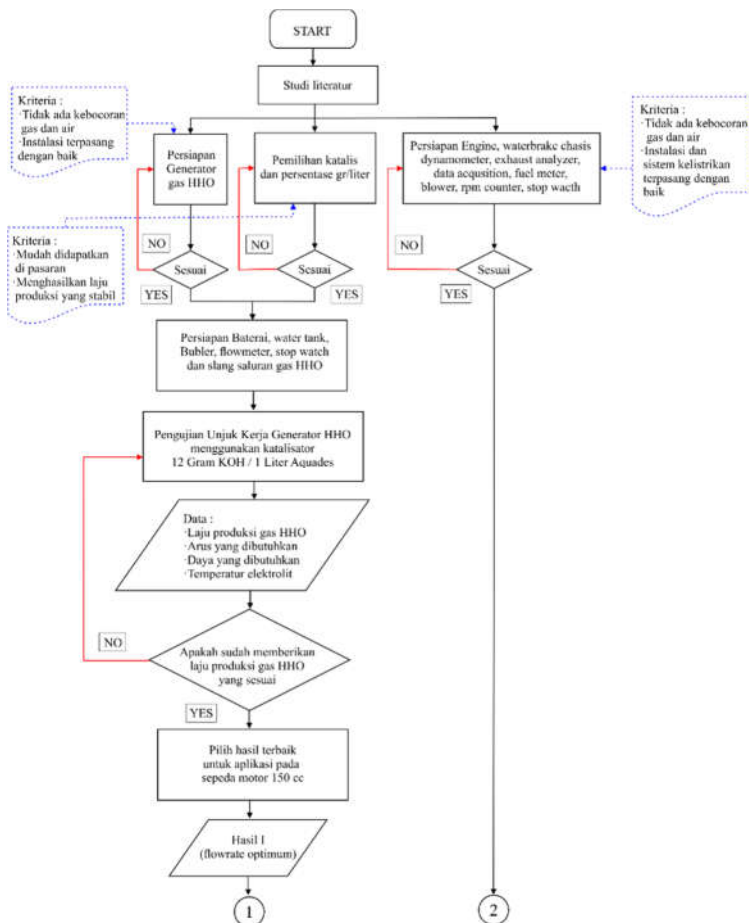 START
Studi literatur
Kriteria :
·Tidak ada kebocoran
gas dan air
·Instalasi terpasang
dengan baik
Persiapan
Generator
gas HHO
Pemilihan katalis
dan persentase gr/liter
Persiapan Engine, waterbrake chasis
dynamometer, exhaust analyzer,
data acqusition, fuel meter,
blower, rpm counter, stop wacth
Kriteria :
·Tidak ada kebocoran
gas dan air
·Instalasi dan
sistem kelistrikan
terpasang dengan
baik
Kriteria :
·Mudah didapatkan
di pasaran
·Menghasilkan laju
produksi yang stabil
NO
NO
NO
Sesuai
Sesuai
Sesuai
YES
YES
YES
Persiapan Baterai, water tank,
Bubler, flowmeter, stop watch
dan slang saluran gas HHO
Pengujian Unjuk Kerja Generator HHO
menggunakan katalisator
12 Gram KOH / 1 Liter Aquades
Data :
·Laju produksi gas HHO
·Arus yang dibutuhkan
·Daya yang dibutuhkan
·Temperatur elektrolit
NO
Apakah sudah memberikan
laju produksi gas HHO
yang sesuai
YES
Pilih hasil terbaik
untuk aplikasi pada
sepeda motor 150 cc
Hasil I
(flowrate optimum)
1
2